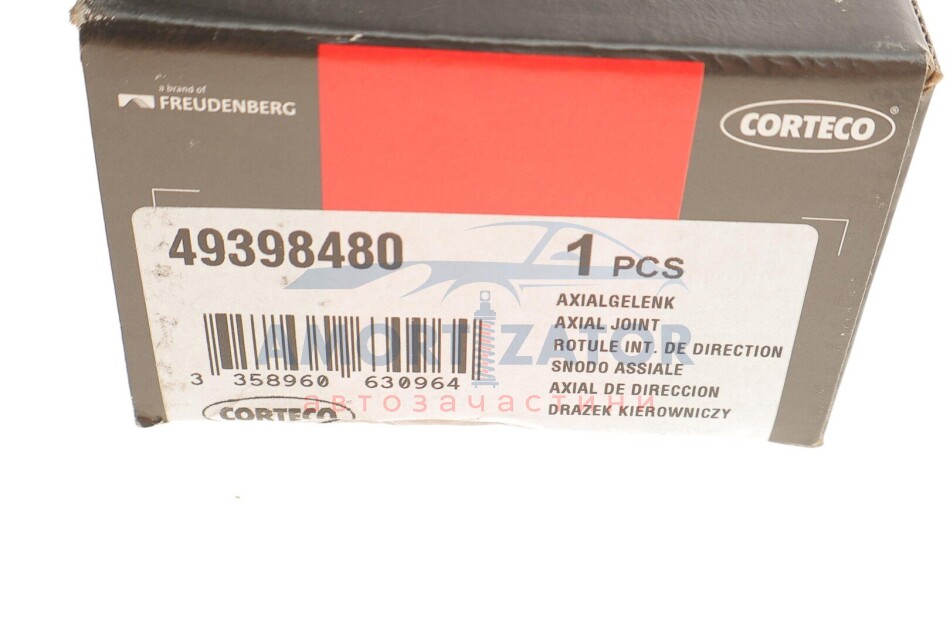 a brand of
FREUDENBERG
CORTECO®
49398480
1 PCS
AXIALGELENK
AXIAL JOINT
ROTULE INT. DE DIRECTION
SNODO ASSIALE
AXIAL DE DIRECCION
DRAZEK KIEROWNICZY
3 358960 630964
CORTECO
AMORTIZATOR
автозачастини